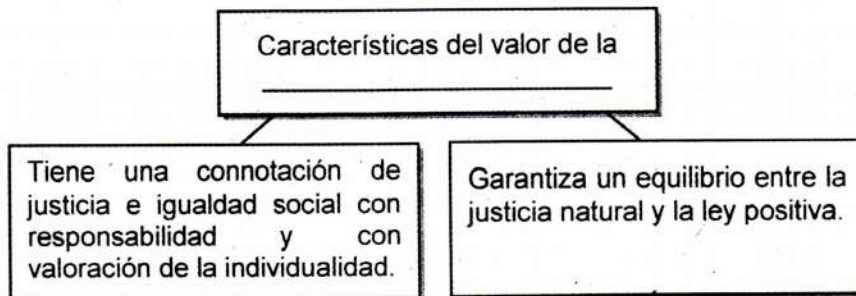 Características del valor de la
Tiene una connotación de
justicia e igualdad social con
responsabilidad y con
valoración de la individualidad.
Garantiza un equilibrio entre la
justicia natural y la ley positiva.